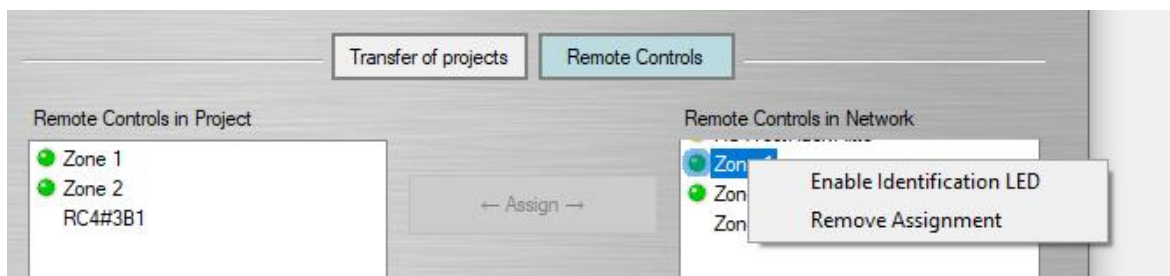 Transfer of projects
Remote Controls
Remote Controls in Project
Remote Controls in Network
Zone 1
Zone 2
RC4#3B1
← Assign →
Enable Identification LED
Remove Assignment